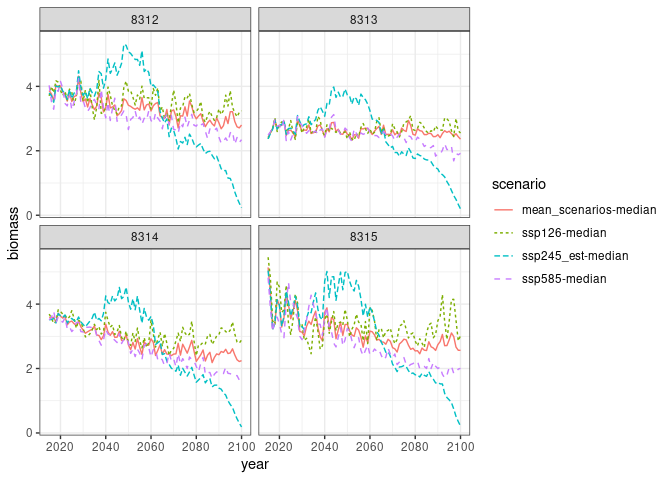 8312
8313
4
2
0
8314
8315
4
2
0
2020
2040
2060
2080
2100
2020
2040
2060
2080
2100
year
biomass
scenario
mean_scenarios-median
ssp126-median
ssp245_est-median
ssp585-median